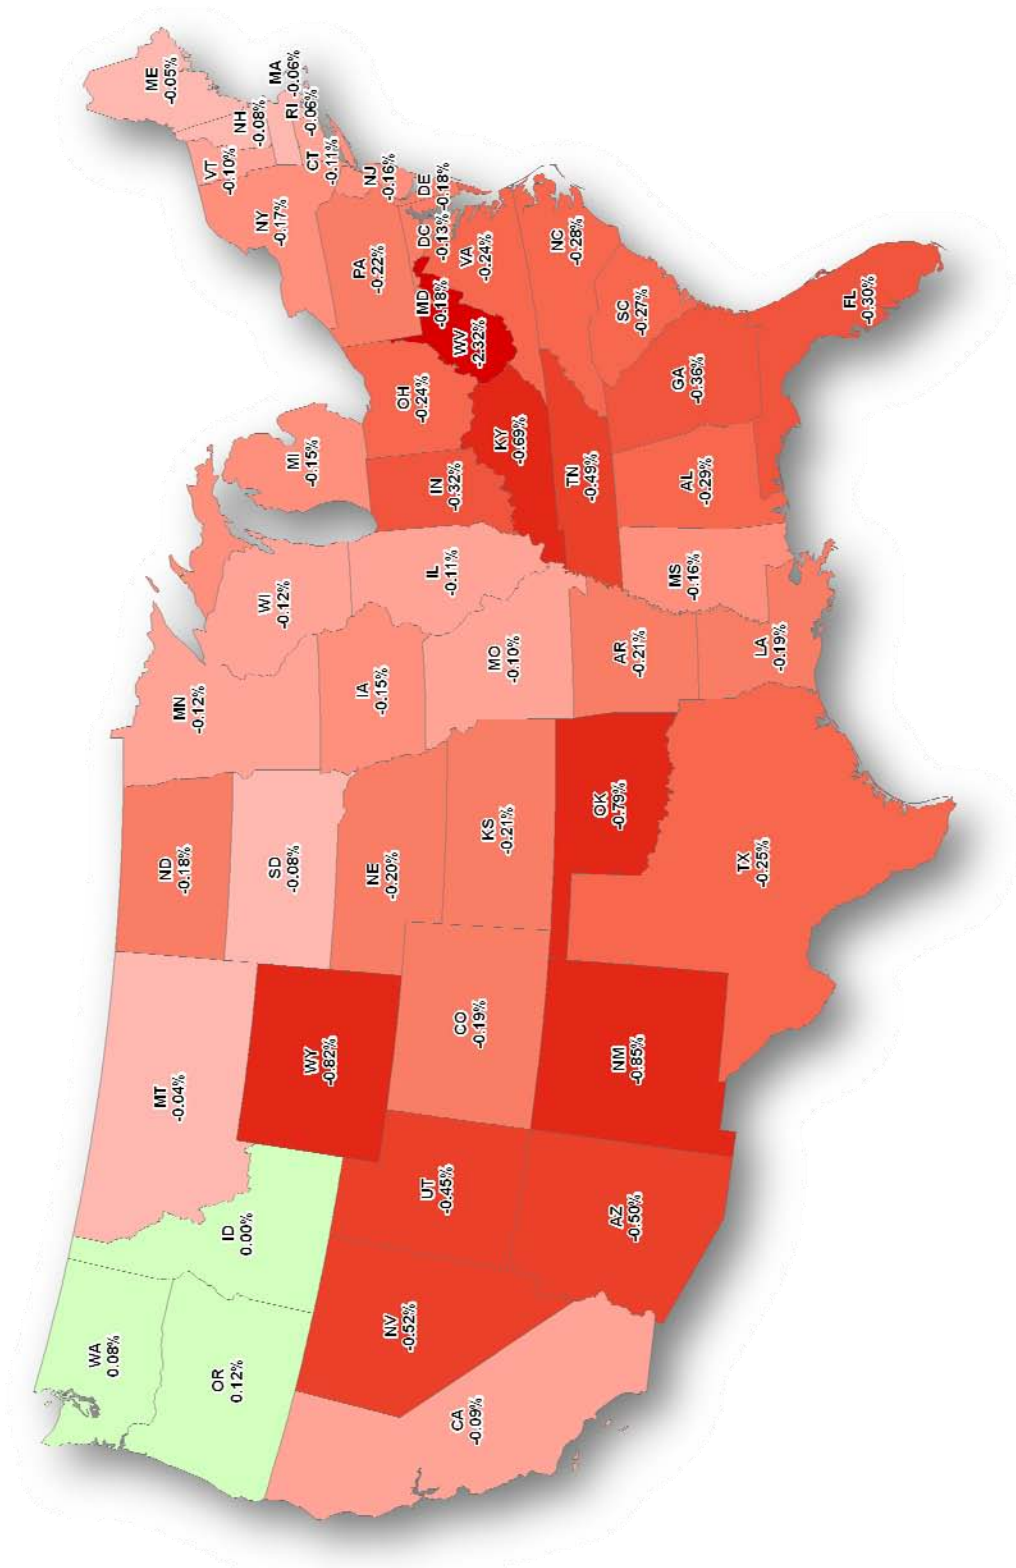 WA
0.08%
OR
0.12%
CA
-0.09%
ID
0.00%
NV
-0.52%
MT
-0.04%
WY
-0.82%
UT
-0.45%
AZ
-0.50%
CO
-0.19%
NM
-0.85%
ND
-0.18%
SD
-0.08%
NE
-0.20%
KS
-0.21%
OK
-0.79%
TX
-0.25%
MN
-0.12%
IA
-0.15%
MO
-0.10%
AR
-0.21%
LA
-0.19%
WI
-0.12%
IL
-0.11%
MS
-0.16%
MI
-0.15%
IN
-0.32%
KY
-0.69%
TN
-0.49%
AL
-0.29%
OH
-0.24%
WV
-2.32%
GA
-0.36%
FL
-0.30%
SC
-0.27%
NC
-0.28%
VA
-0.24%
MD
-0.18%
DC
-0.13%
DE
-0.18%
PA
-0.22%
NJ
-0.16%
NY
-0.17%
CT
-0.11%
RI
-0.06%
MA
-0.06%
VT
-0.10%
NH
-0.08%
ME
-0.05%